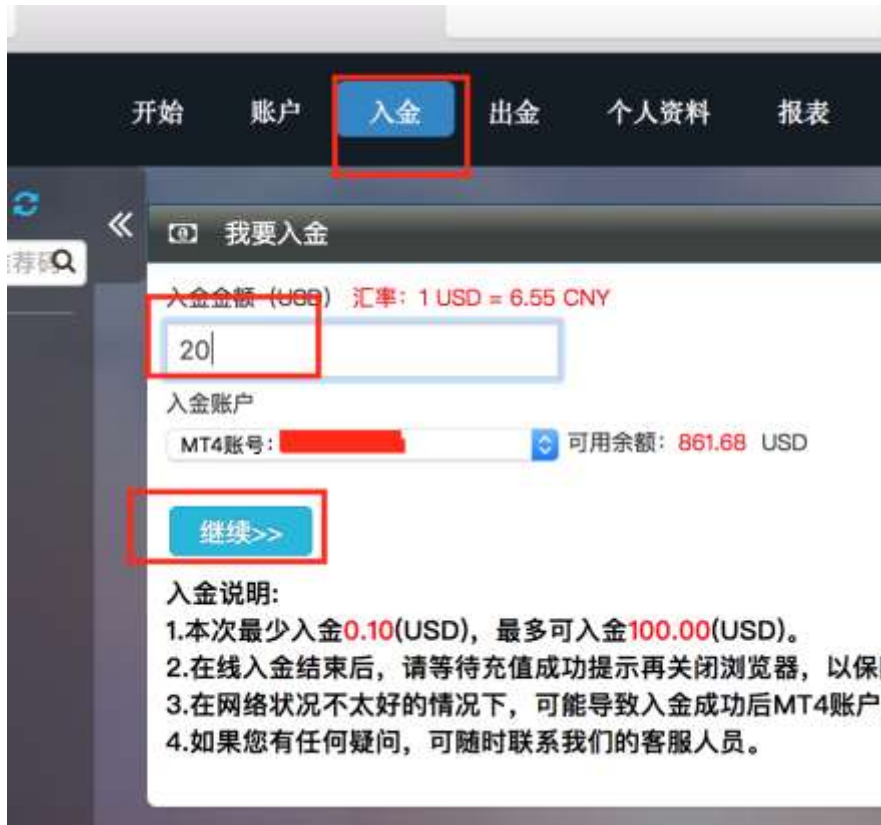 开始 账户 入金 出金 个人资料 报表
荐码
我要入金
入金金额（USD） 汇率：1 USD = 6.55 CNY
20
入金账户
MT4账号： 可用余额：861.68 USD
继续>>
入金说明:
1.本次最少入金0.10(USD)，最多可入金100.00(USD)。
2.在线入金结束后，请等待充值成功提示再关闭浏览器，以保
3.在网络状况不太好的情况下，可能导致入金成功后MT4账户
4.如果您有任何疑问，可随时联系我们的客服人员。